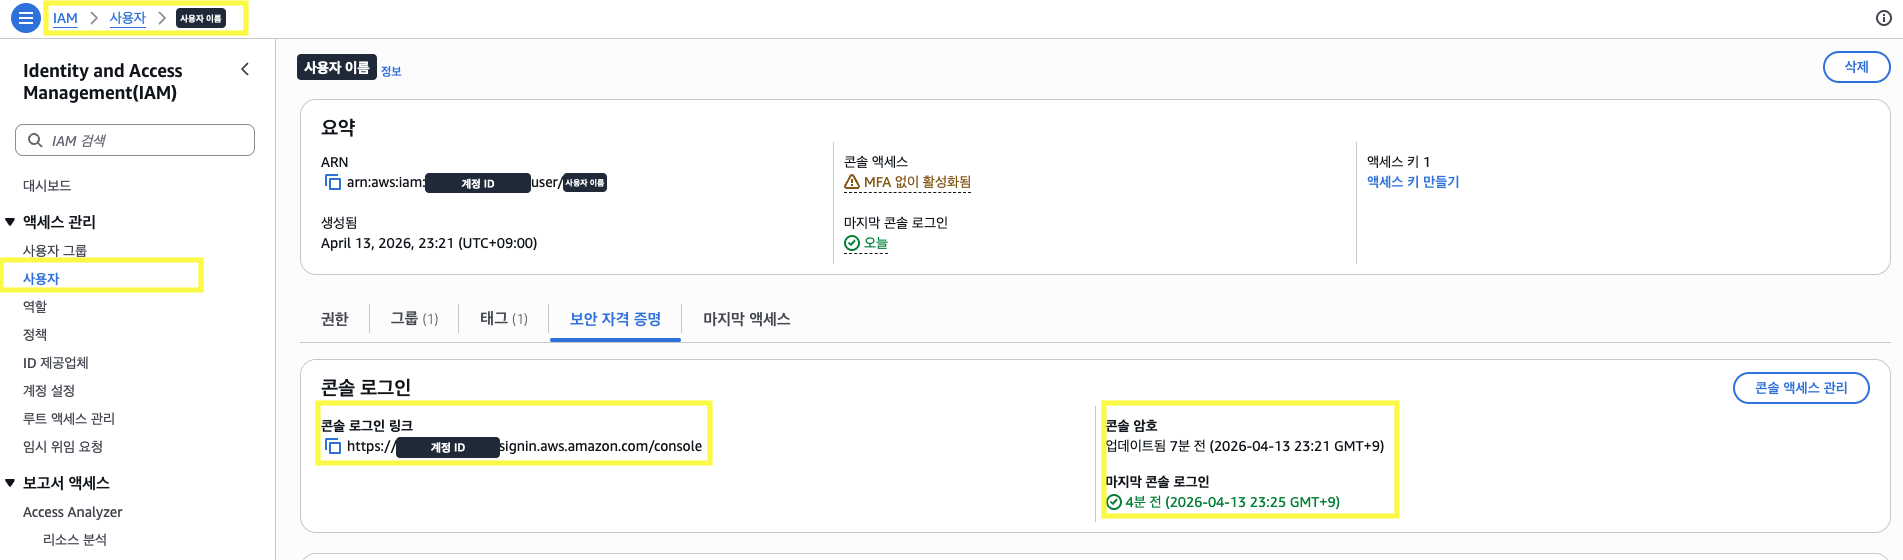 IAM > 사용자 > 사용자 이름
Identity and Access
Management(IAM)
IAM 검색
대시보드
액세스 관리
사용자 그룹
사용자
역할
정책
ID 제공업체
계정 설정
루트 액세스 관리
임시 위임 요청
보고서 액세스
Access Analyzer
리소스 분석
사용자 이름 정보
삭제
요약
ARN
arn:aws:iam: 계정 ID user/ 사용자 이름
생성됨
April 13, 2026, 23:21 (UTC+09:00)
콘솔 액세스
MFA 없이 활성화됨
마지막 콘솔 로그인
오늘
액세스 키 1
액세스 키 만들기
권한 그룹 (1) 태그 (1) 보안 자격 증명 마지막 액세스
콘솔 로그인
콘솔 액세스 관리
콘솔 로그인 링크
https:// 계정 ID signin.aws.amazon.com/console
콘솔 암호
업데이트됨 7분 전 (2026-04-13 23:21 GMT+9)
마지막 콘솔 로그인
4분 전 (2026-04-13 23:25 GMT+9)